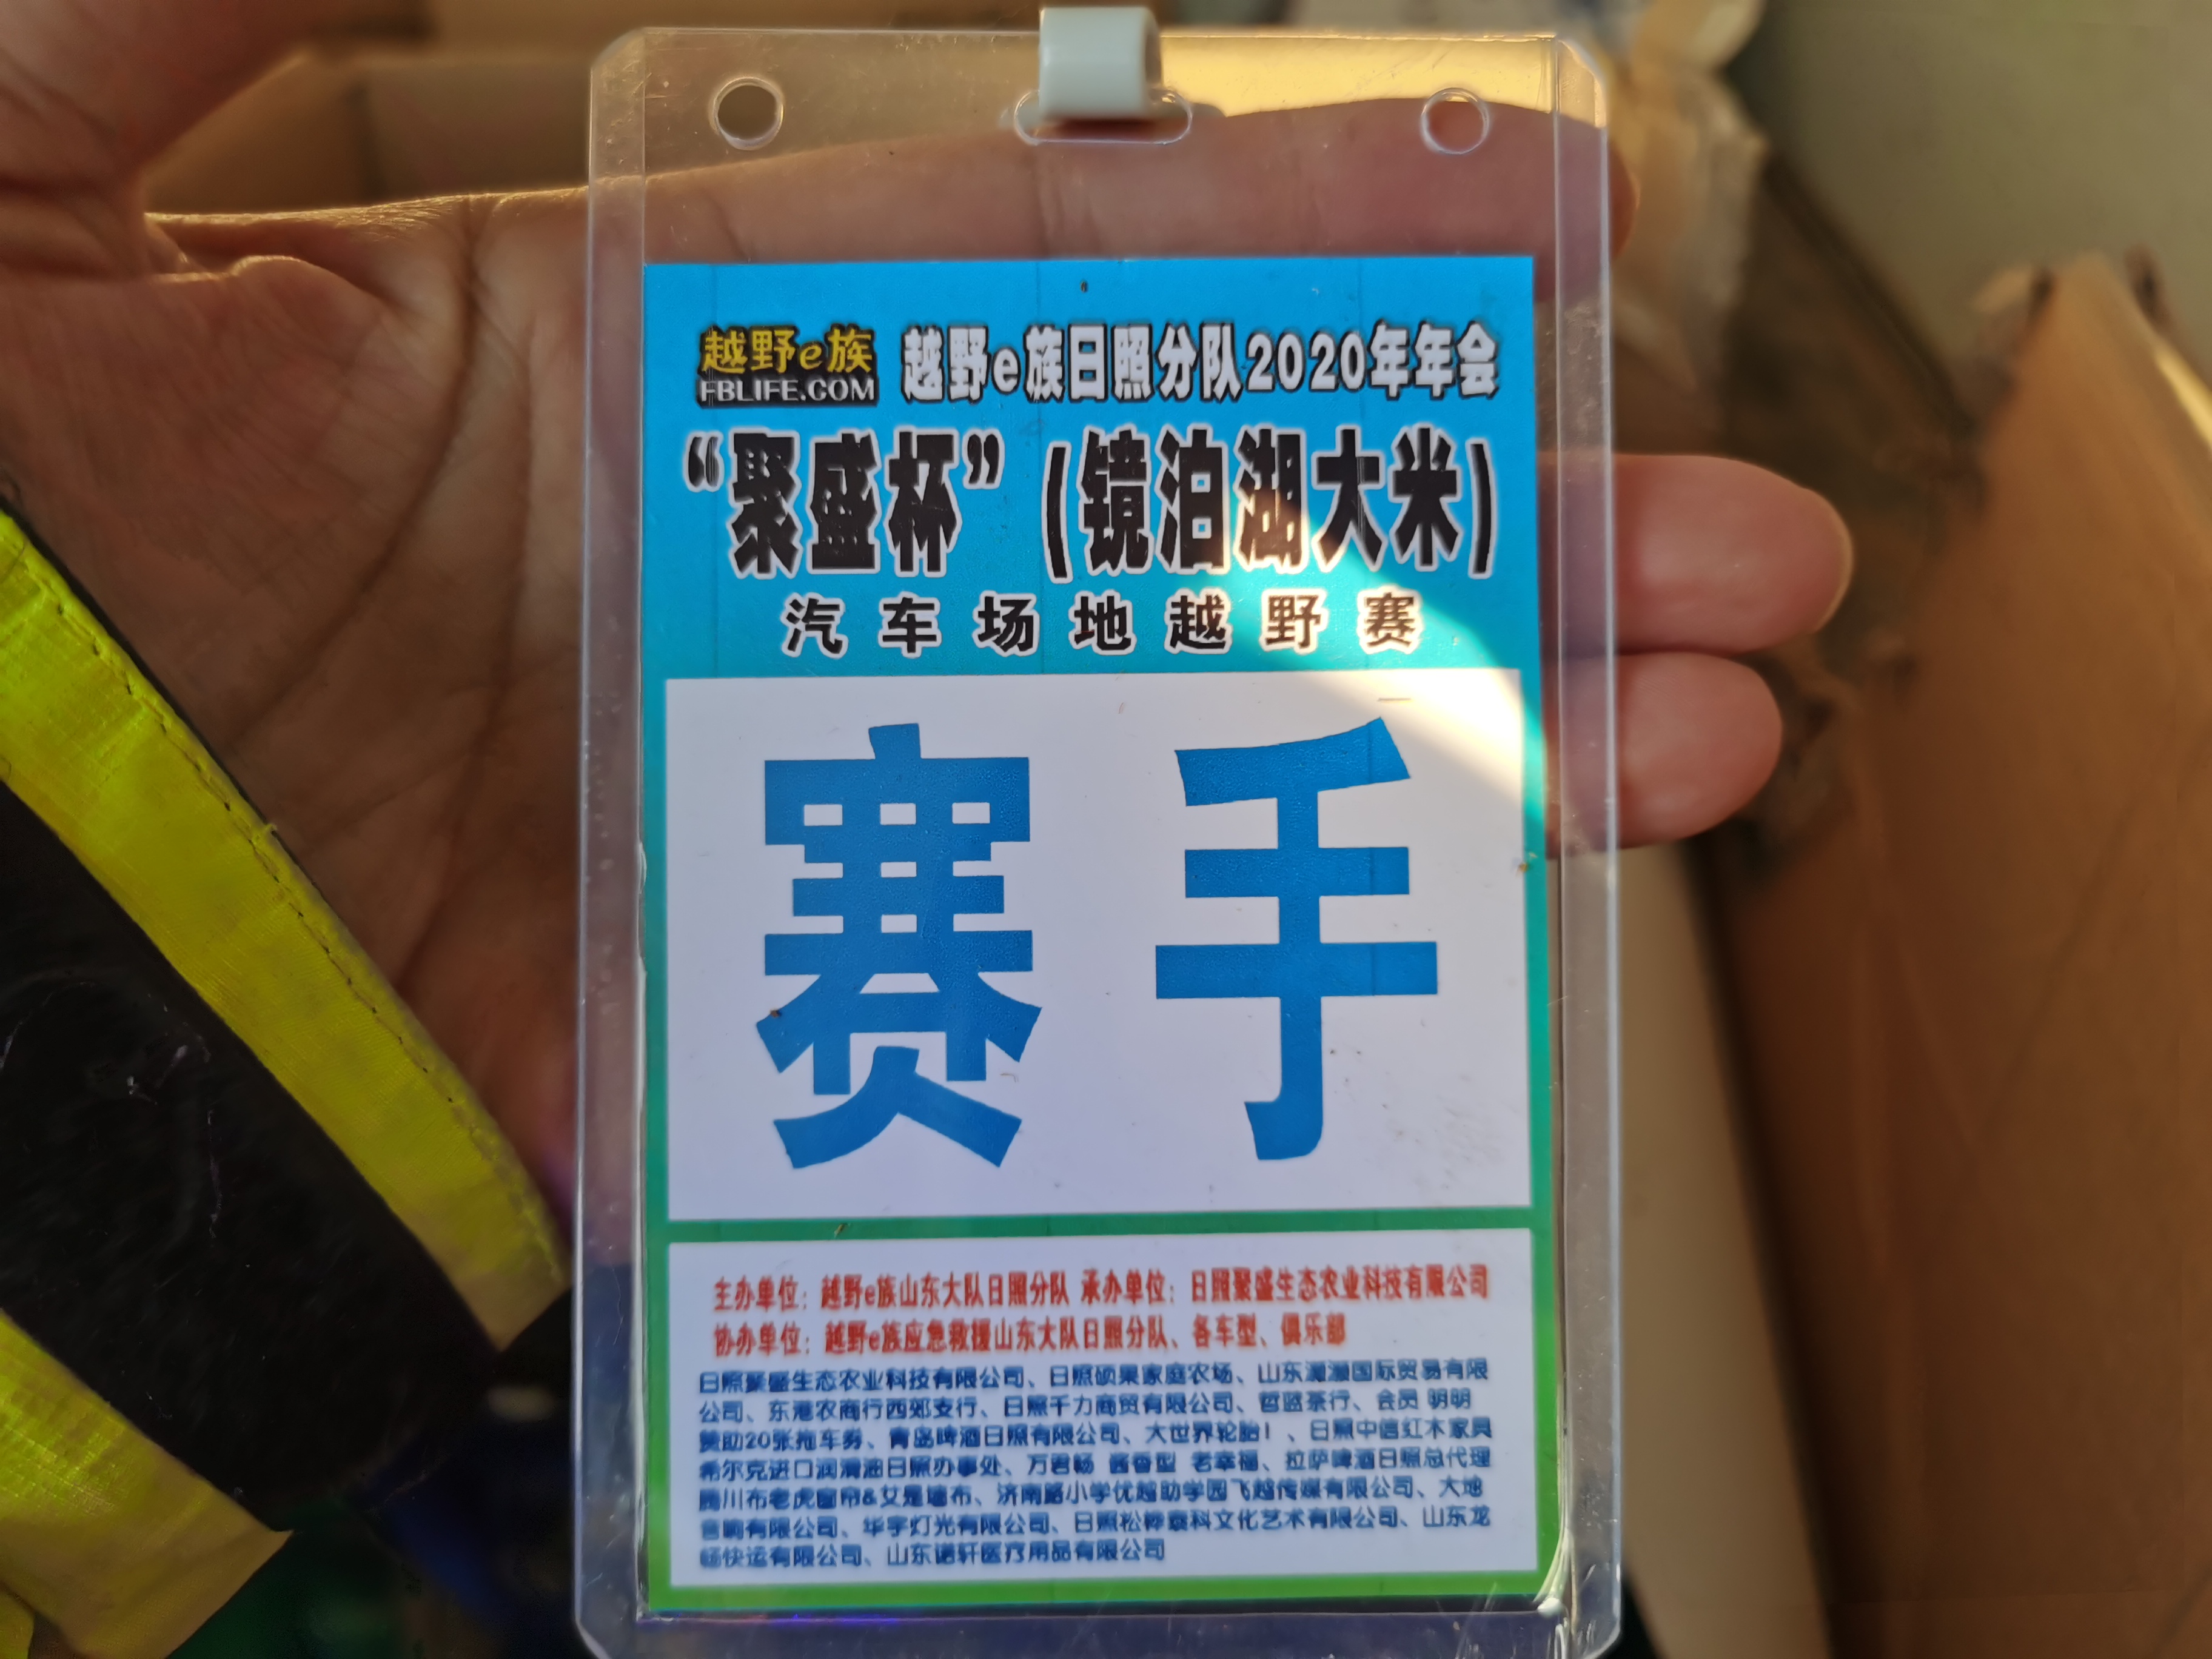 越野e族 越野e族日照分队2020年年会
FBLIFE.COM
“聚盛杯”(镜泊湖大米)
汽车场地越野赛
赛手
主办单位：越野e族山东大队日照分队 承办单位：日照聚盛生态农业科技有限公司
协办单位：越野e族应急救援山东大队日照分队、各车型、俱乐部
日照聚盛生态农业科技有限公司、日照硕果家庭农场、山东国际贸易有限
公司、东港农商行西郊支行、日照千力商贸有限公司、茶行、会员 明明
赞助20张拖车券、青岛啤酒日照有限公司、大世界轮胎！、日照中信红木家具
希尔克进口润滑油日照办事处、万君畅 酱香型 老幸福、拉萨啤酒日照总代理
腾川布老虎窗帘&艾是墙布、济南路小学优越助学园飞越传媒有限公司、大地
音响有限公司、华宇灯光有限公司、日照松桦泰科文化艺术有限公司、山东龙
畅快运有限公司、山东诺轩医疗用品有限公司